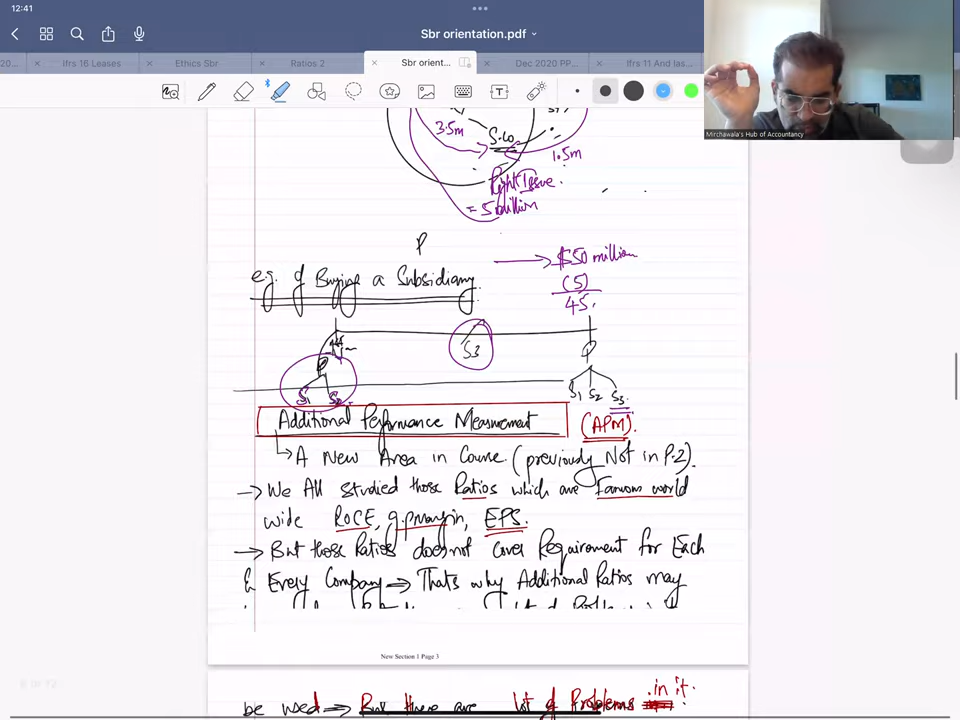 12:41
Sbr orientation.pdf
20...
Ifrs 16 Leases
Ethics Sbr
Ratios 2
Sbr orient...
Dec 2020 PP...
Ifrs 11 And las...
Mirchawala's Hub of Accountancy
3.5m
S.Co
1.5m
Right Issue.
= 5 million
P
e.g. of Buying a Subsidiary.
$50 million
(5)
45.
S3
P
P
S1 S2
S1 S2 S3
Additional Performance Measurement (APM).
A New Area in Course (previously Not in P.2).
We All studied those Ratios which are Famous world
wide ROCE, g.p margin, EPS.
But those Ratios does not cover Requirement for Each
& Every Company ⇒ That's why Additional Ratios may
New Section 1 Page 3
be used ⇒ But there are lot of Problems in it.